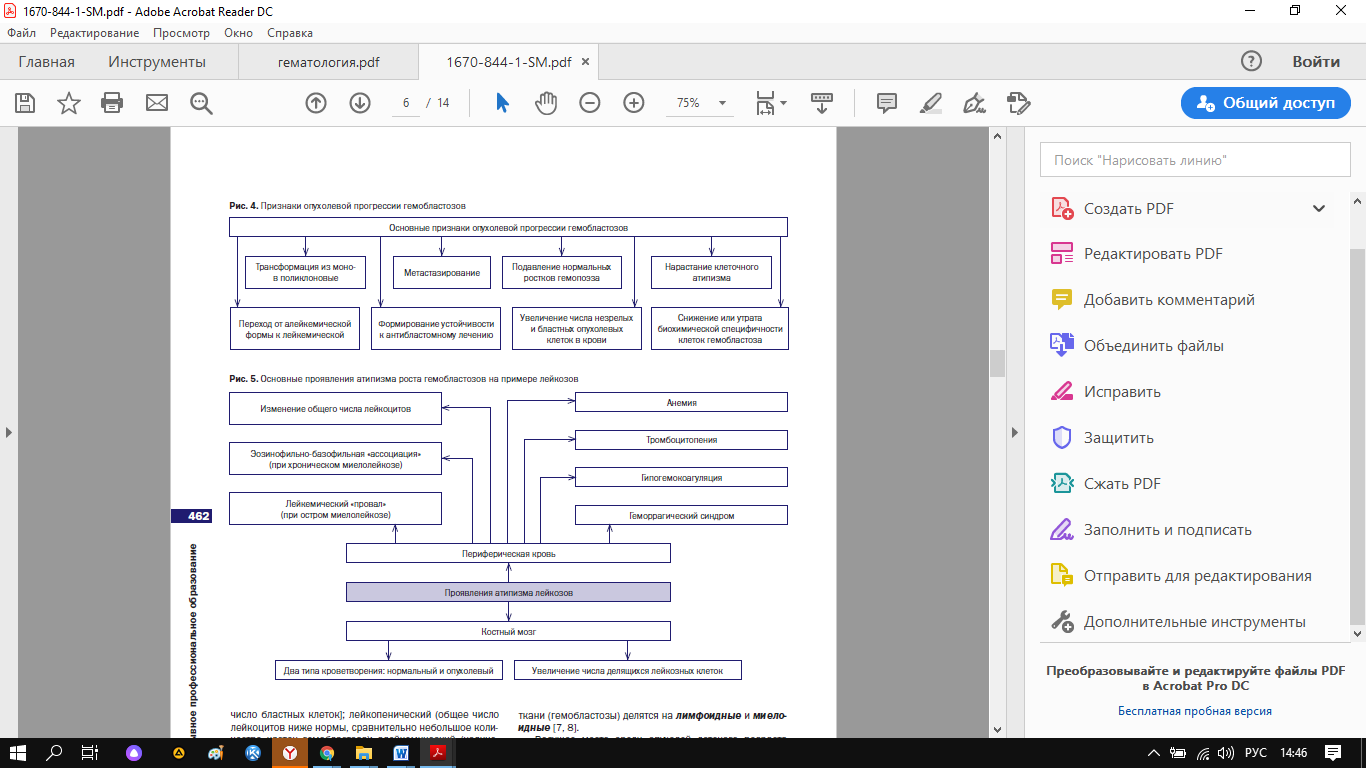 1670-844-1-SM.pdf - Adobe Acrobat Reader DC
Файл Редактирование Просмотр Окно Справка
Главная Инструменты гематология.pdf 1670-844-1-SM.pdf × Войти
6 / 14 75% Общий доступ
Рис. 4. Признаки опухолевой прогрессии гемобластозов
Основные признаки опухолевой прогрессии гемобластозов
Трансформация из моно-
в поликлоновые
Метастазирование
Подавление нормальных
ростков гемопоэза
Нарастание клеточного
атипизма
Переход от алейкемической
формы к лейкемической
Формирование устойчивости
к антибластомному лечению
Увеличение числа незрелых
и бластных опухолевых
клеток в крови
Снижение или утрата
биохимической специфичности
клеток гемобластоза
Рис. 5. Основные проявления атипизма роста гемобластозов на примере лейкозов
Изменение общего числа лейкоцитов
Эозинофильно-базофильная «ассоциация»
(при хроническом миелолейкозе)
Лейкемический «провал»
(при остром миелолейкозе)
Анемия
Тромбоцитопения
Гипогемокоагуляция
Геморрагический синдром
Периферическая кровь
Проявления атипизма лейкозов
Костный мозг
Два типа кроветворения: нормальный и опухолевый
Увеличение числа делящихся лейкозных клеток
462
вное профессиональное образование
число бластных клеток]; лейкопенический (общее число
лейкоцитов ниже нормы, сравнительно небольшое коли-
ткани (гемобластозы) делятся на лимфоидные и миело-
идные [7, 8].
Поиск "Нарисовать линию"
Создать PDF
Редактировать PDF
Добавить комментарий
Объединить файлы
Исправить
Защитить
Сжать PDF
Заполнить и подписать
Отправить для редактирования
Дополнительные инструменты
Преобразовывайте и редактируйте файлы PDF
в Acrobat Pro DC
Бесплатная пробная версия
РУС 14:46